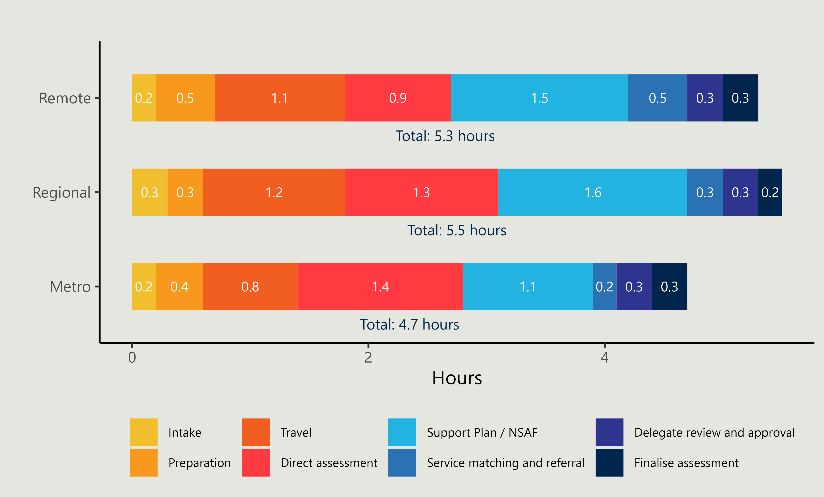 Remote
0.2 0.5 1.1 0.9 1.5 0.5 0.3 0.3
Total: 5.3 hours
Regional
0.3 0.3 1.2 1.3 1.6 0.3 0.3 0.2
Total: 5.5 hours
Metro
0.2 0.4 0.8 1.4 1.1 0.2 0.3 0.3
Total: 4.7 hours
0 2 4
Hours
Intake Travel Support Plan / NSAF Delegate review and approval
Preparation Direct assessment Service matching and referral Finalise assessment